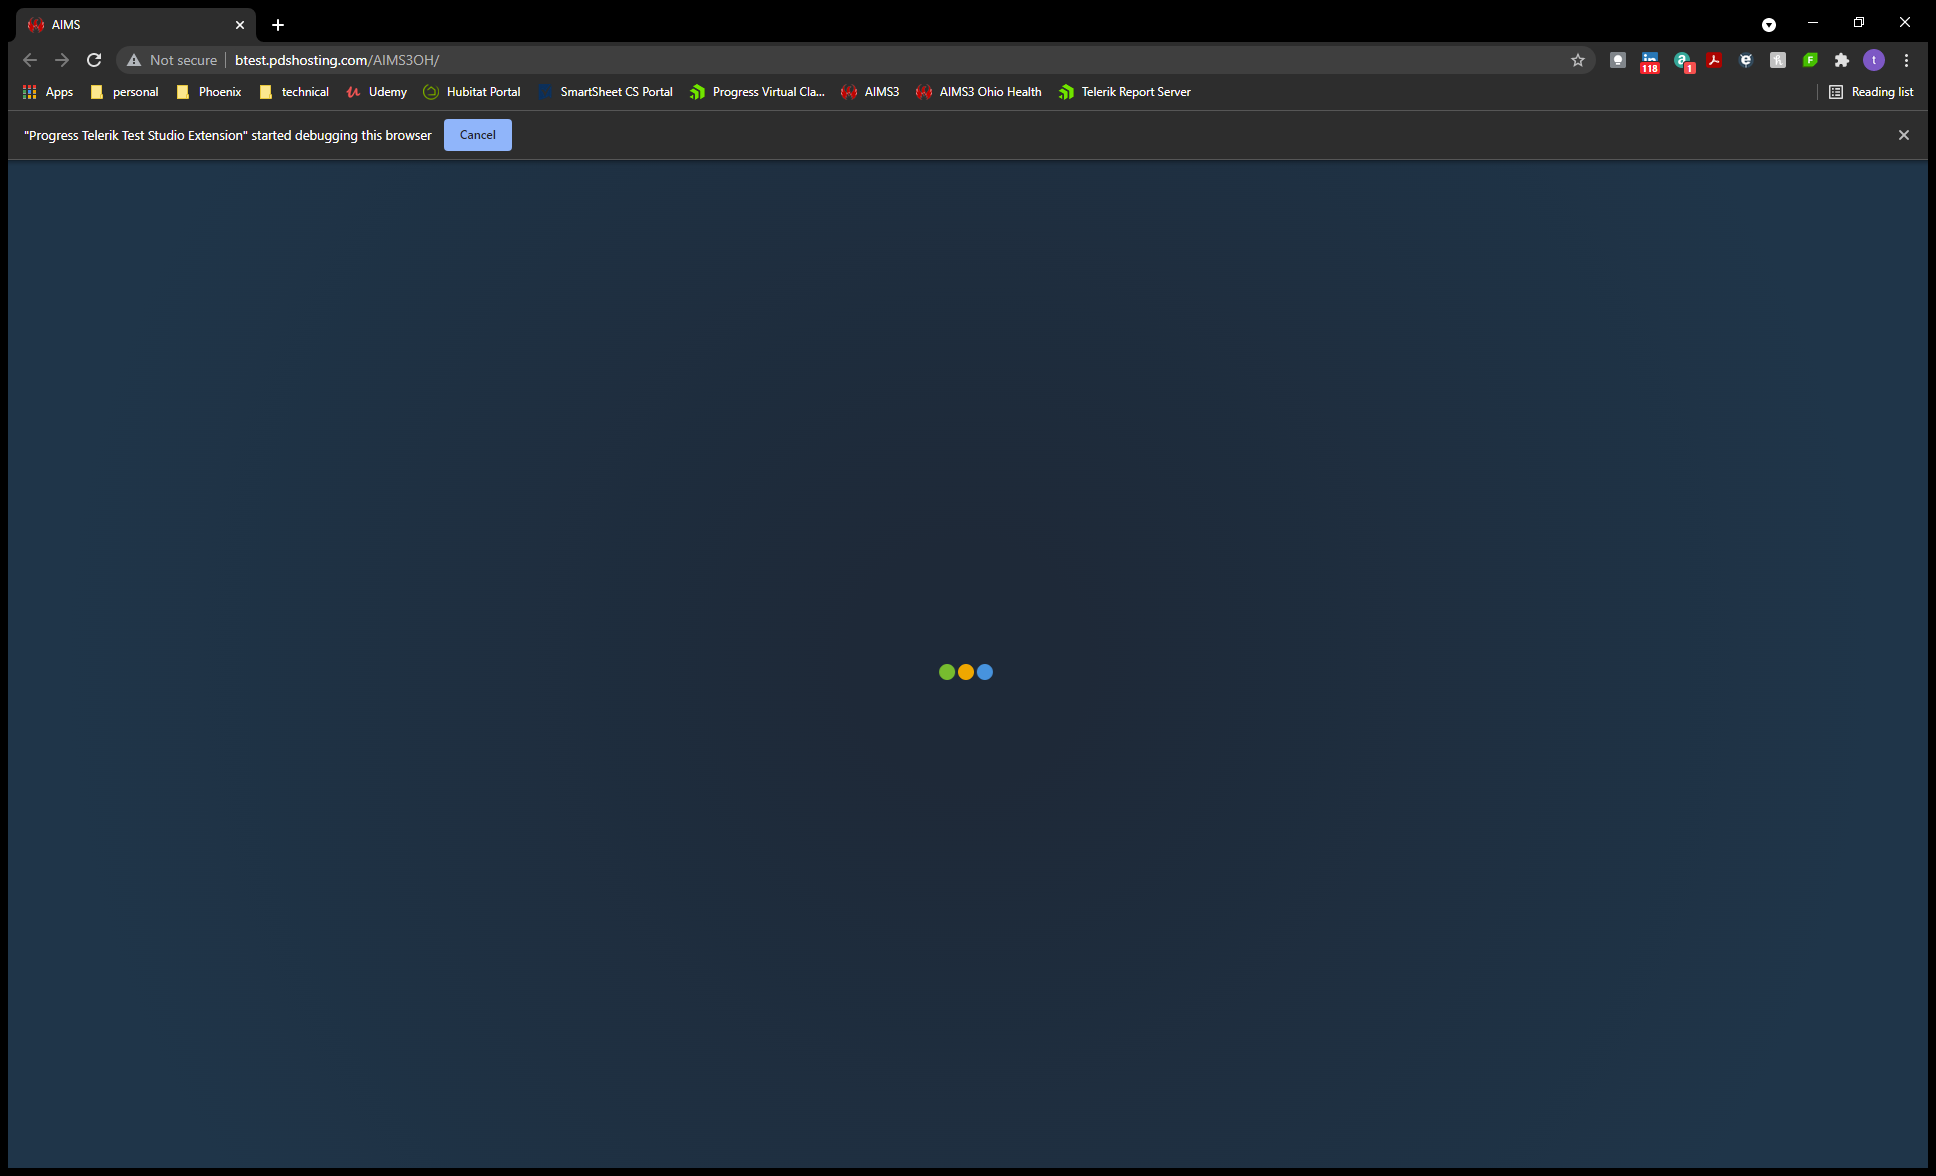 AIMS
Not secure btest.pdshosting.com/AIMS3OH/ 118 1 t
Apps personal Phoenix technical Udemy Hubitat Portal SmartSheet CS Portal Progress Virtual Cla... AIMS3 AIMS3 Ohio Health Telerik Report Server Reading list
"Progress Telerik Test Studio Extension" started debugging this browser Cancel